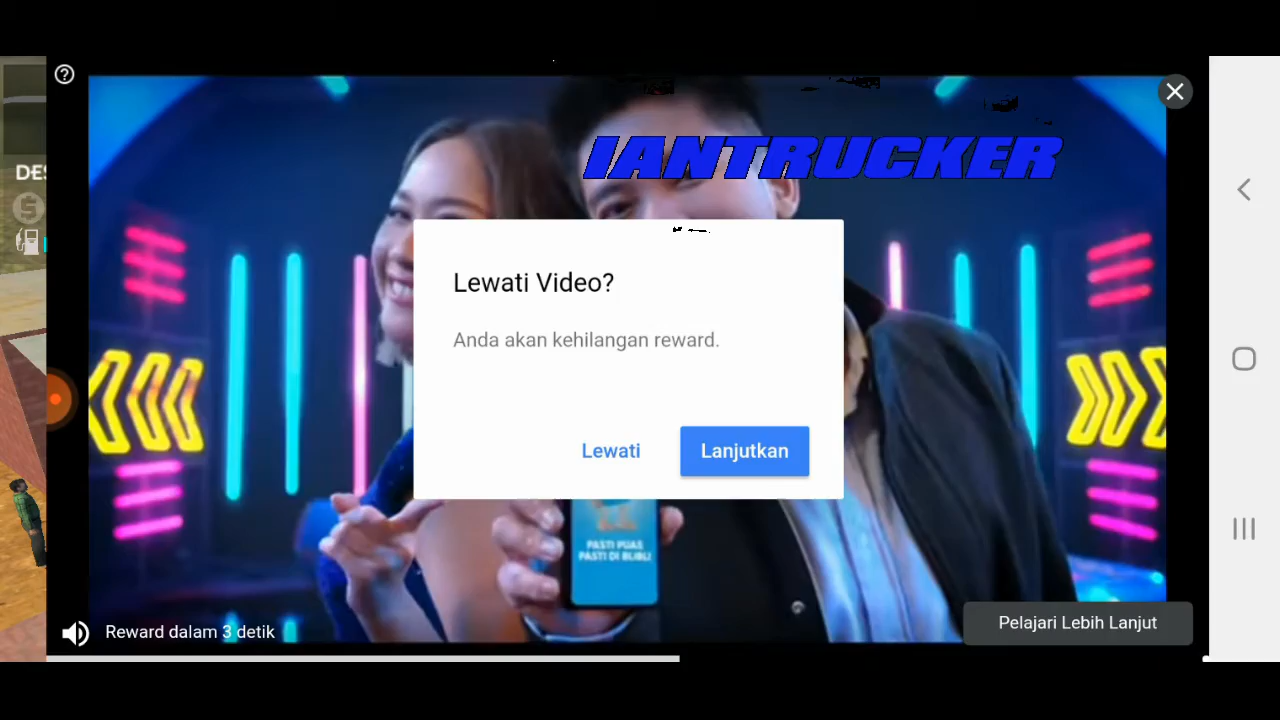 IANTRUCKER
DES
Lewati Video?
Anda akan kehilangan reward.
Lewati
Lanjutkan
PASTI PUAS
PASTI DI BLIBLI
Reward dalam 3 detik
Pelajari Lebih Lanjut